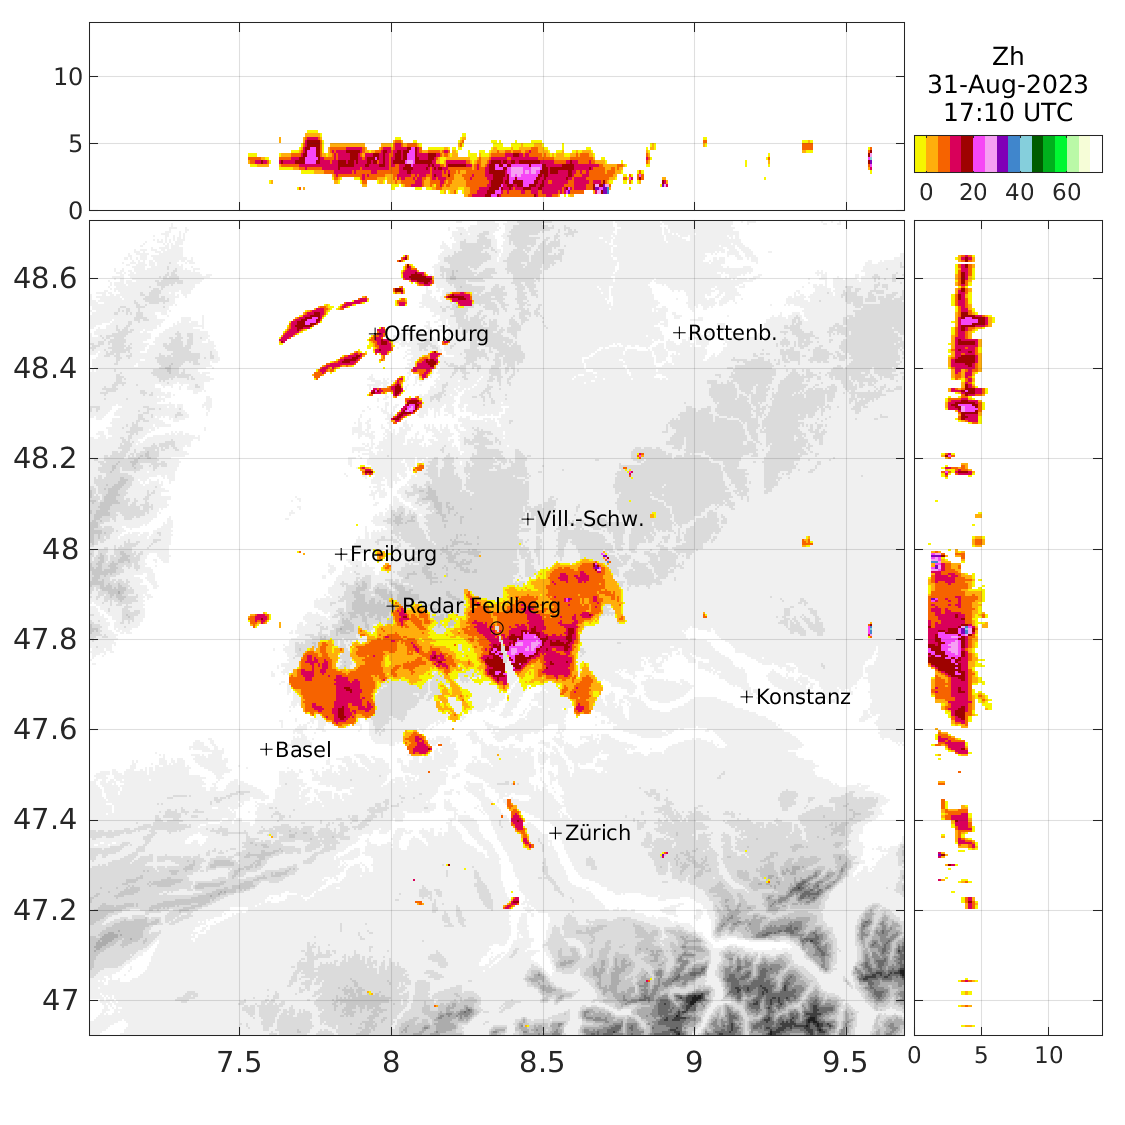 10
5
0
Zh
31-Aug-2023
17:10 UTC
0 20 40 60
48.6
48.4
48.2
48
47.8
47.6
47.4
47.2
47
+Offenburg
+Rottenb.
+Vill.-Schw.
+Freiburg
+Radar Feldberg
+Konstanz
+Basel
+Zürich
7.5 8 8.5 9 9.5
0 5 10